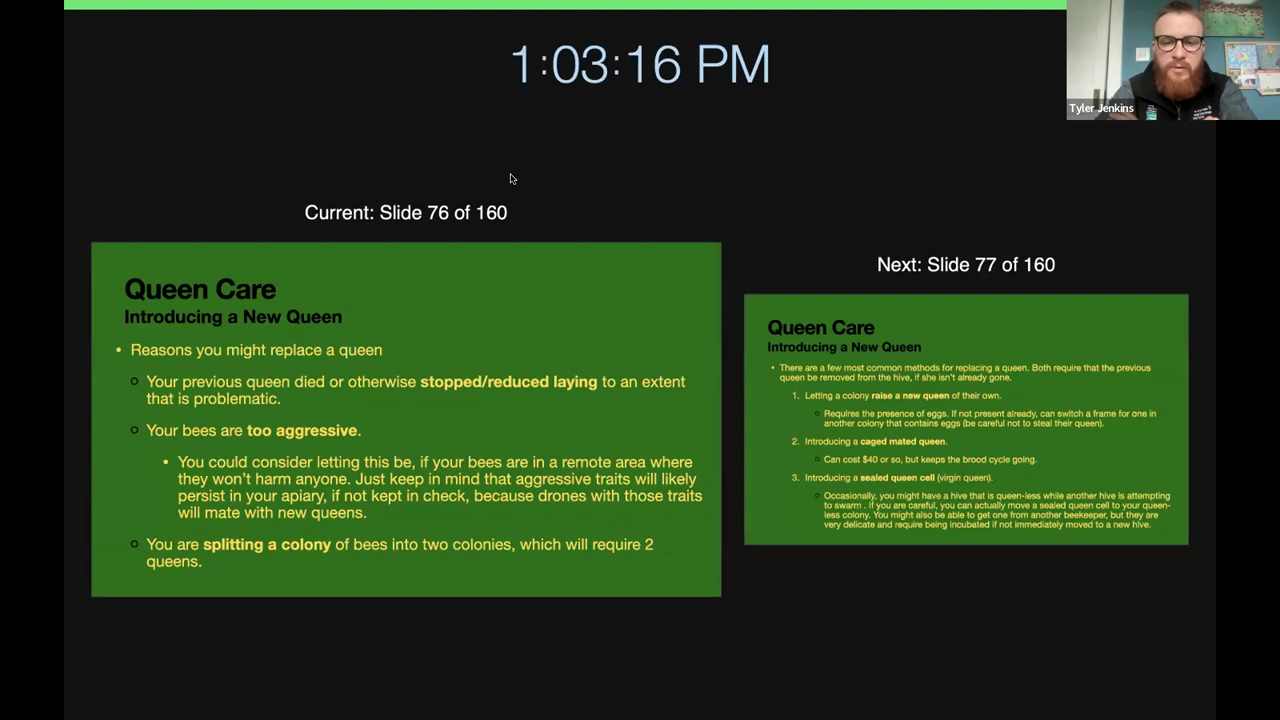 1:03:16 PM
Tyler Jenkins
Current: Slide 76 of 160
Queen Care
Introducing a New Queen
• Reasons you might replace a queen
Your previous queen died or otherwise stopped/reduced laying to an extent
that is problematic.
Your bees are too aggressive.
• You could consider letting this be, if your bees are in a remote area where
they won't harm anyone. Just keep in mind that aggressive traits will likely
persist in your apiary, if not kept in check, because drones with those traits
will mate with new queens.
You are splitting a colony of bees into two colonies, which will require 2
queens.
Next: Slide 77 of 160
Queen Care
Introducing a New Queen
• There are a few most common methods for replacing a queen. Both require that the previous
queen be removed from the hive, if she isn't already gone.
1. Letting a colony raise a new queen of their own.
Requires the presence of eggs. If not present already, can switch a frame for one in
another colony that contains eggs (be careful not to steal their queen).
2. Introducing a caged mated queen.
Can cost $40 or so, but keeps the brood cycle going.
3. Introducing a sealed queen cell (virgin queen).
Occasionally, you might have a hive that is queen-less while another hive is attempting
to swarm . If you are careful, you can actually move a sealed queen cell to your queen-
less colony. You might also be able to get one from another beekeeper, but they are
very delicate and require being incubated if not immediately moved to a new hive.